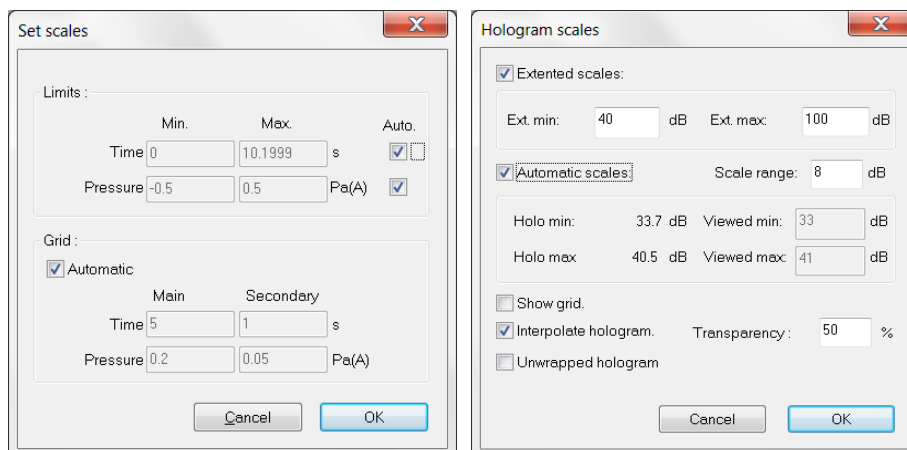 Set scales
Limits :
Min. Max. Auto.
Time 0 10.1999 s
Pressure -0.5 0.5 Pa(A)
Grid :
Automatic
Main Secondary
Time 5 1 s
Pressure 0.2 0.05 Pa(A)
Cancel OK
Hologram scales
Extented scales:
Ext. min: 40 dB Ext. max: 100 dB
Automatic scales: Scale range: 8 dB
Holo min: 33.7 dB Viewed min: 33 dB
Holo max 40.5 dB Viewed max: 41 dB
Show grid.
Interpolate hologram. Transparency : 50 %
Unwrapped hologram
Cancel OK